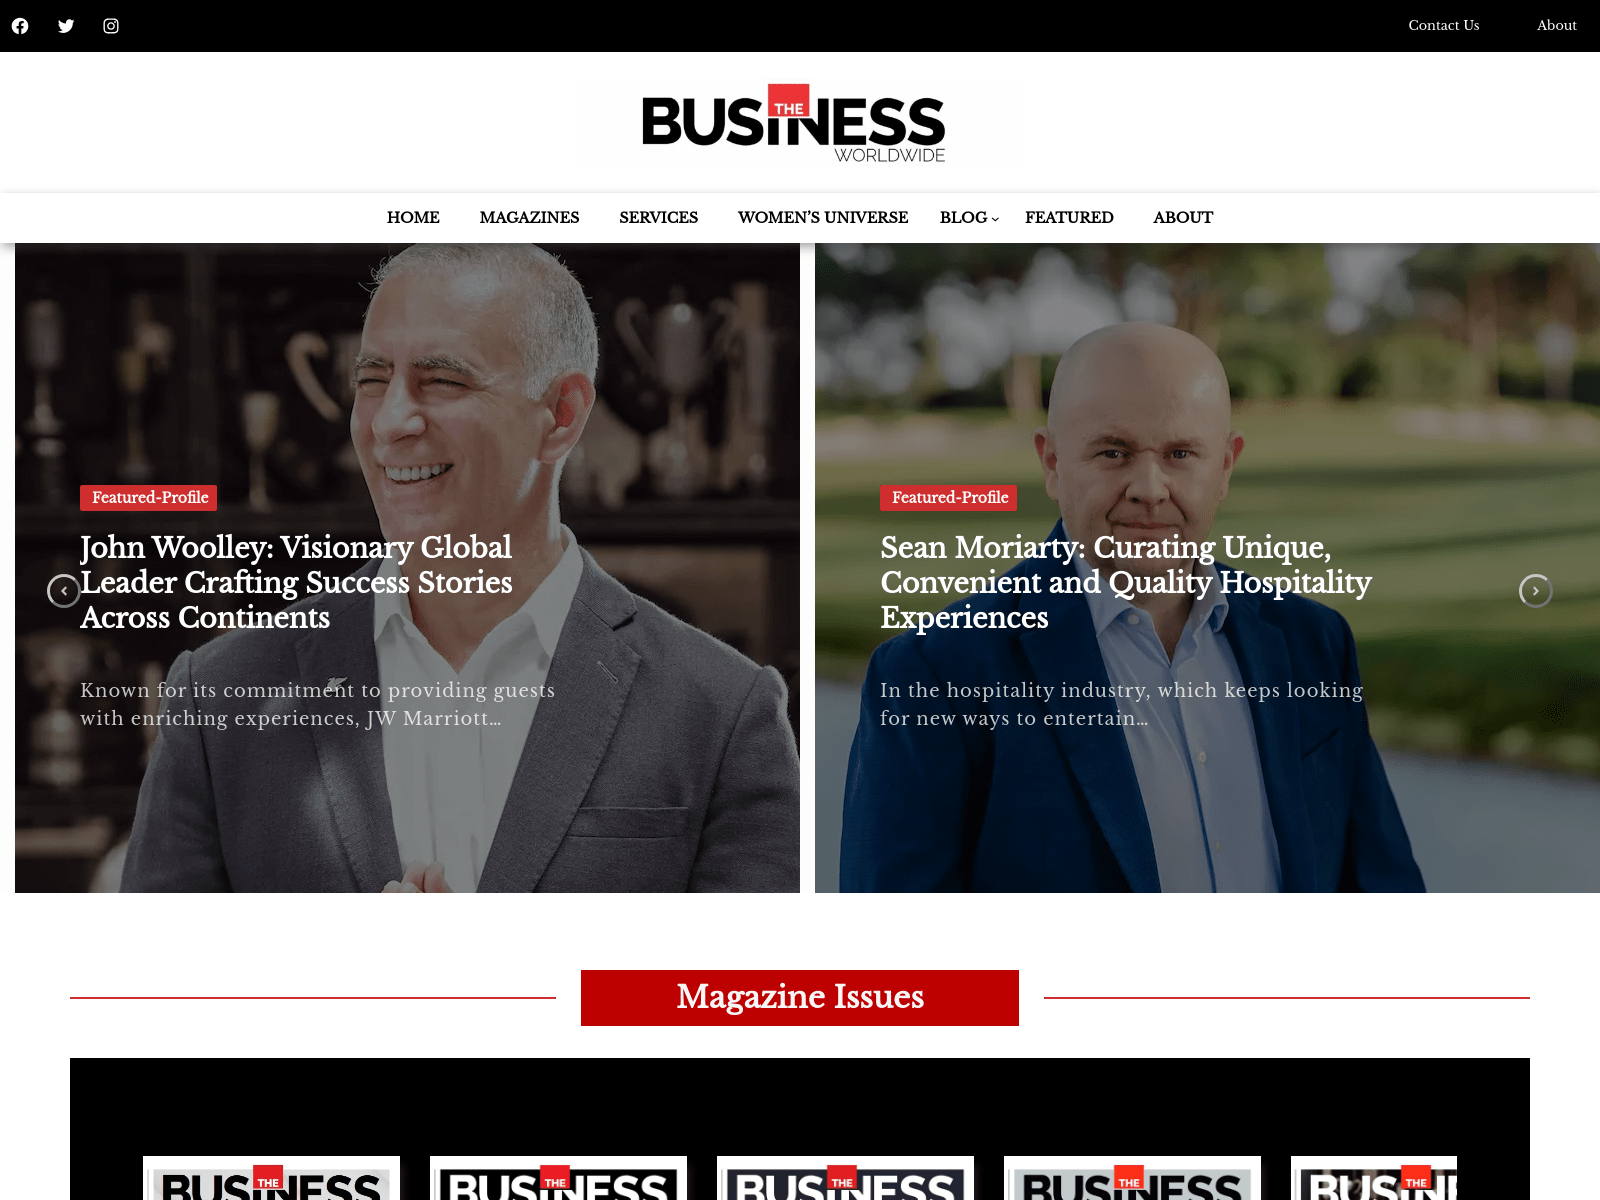 Contact Us
About
THE
BUSINESS
WORLDWIDE
HOME
MAGAZINES
SERVICES
WOMEN’S UNIVERSE
BLOG
FEATURED
ABOUT
Featured-Profile
John Woolley: Visionary Global
Leader Crafting Success Stories
Across Continents
Known for its commitment to providing guests
with enriching experiences, JW Marriott…
Featured-Profile
Sean Moriarty: Curating Unique,
Convenient and Quality Hospitality
Experiences
In the hospitality industry, which keeps looking
for new ways to entertain…
Magazine Issues
THE
BUSINESS
THE
BUSINESS
THE
BUSINESS
THE
BUSINESS
THE
BUSIN